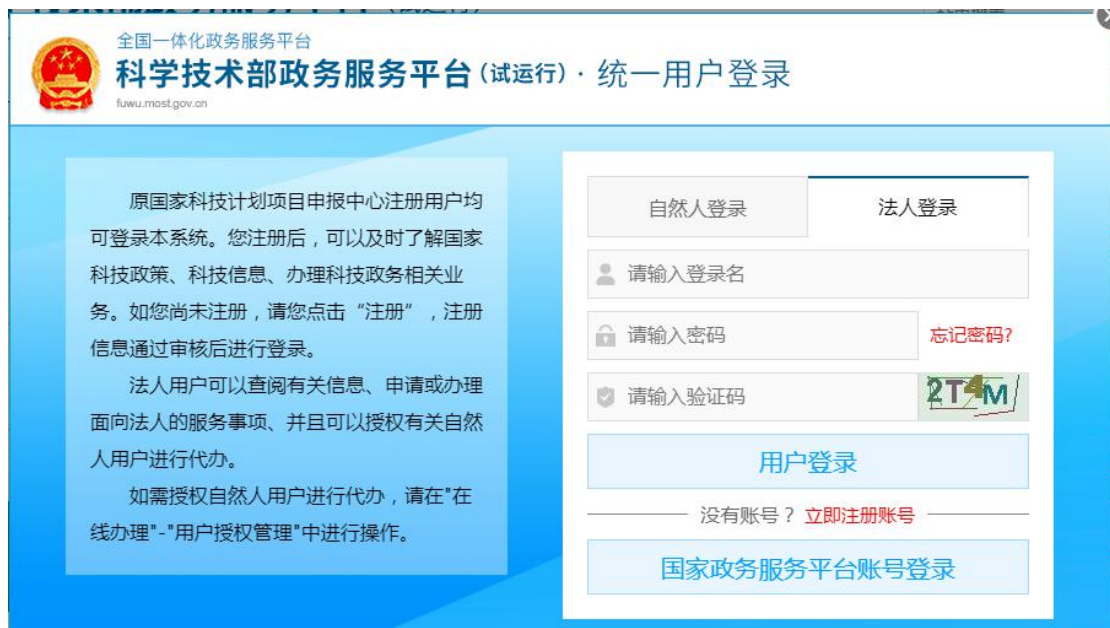 全国一体化政务服务平台
科学技术部政务服务平台(试运行)·统一用户登录
fuwu.most.gov.cn
原国家科技计划项目申报中心注册用户均
可登录本系统。您注册后，可以及时了解国家
科技政策、科技信息、办理科技政务相关业
务。如您尚未注册，请您点击“注册”，注册
信息通过审核后进行登录。
法人用户可以查阅有关信息、申请或办理
面向法人的服务事项、并且可以授权有关自然
人用户进行代办。
如需授权自然人用户进行代办，请在"在
线办理"-"用户授权管理"中进行操作。
自然人登录 法人登录
请输入登录名
请输入密码 忘记密码?
请输入验证码 2T4M
用户登录
没有账号？立即注册账号
国家政务服务平台账号登录